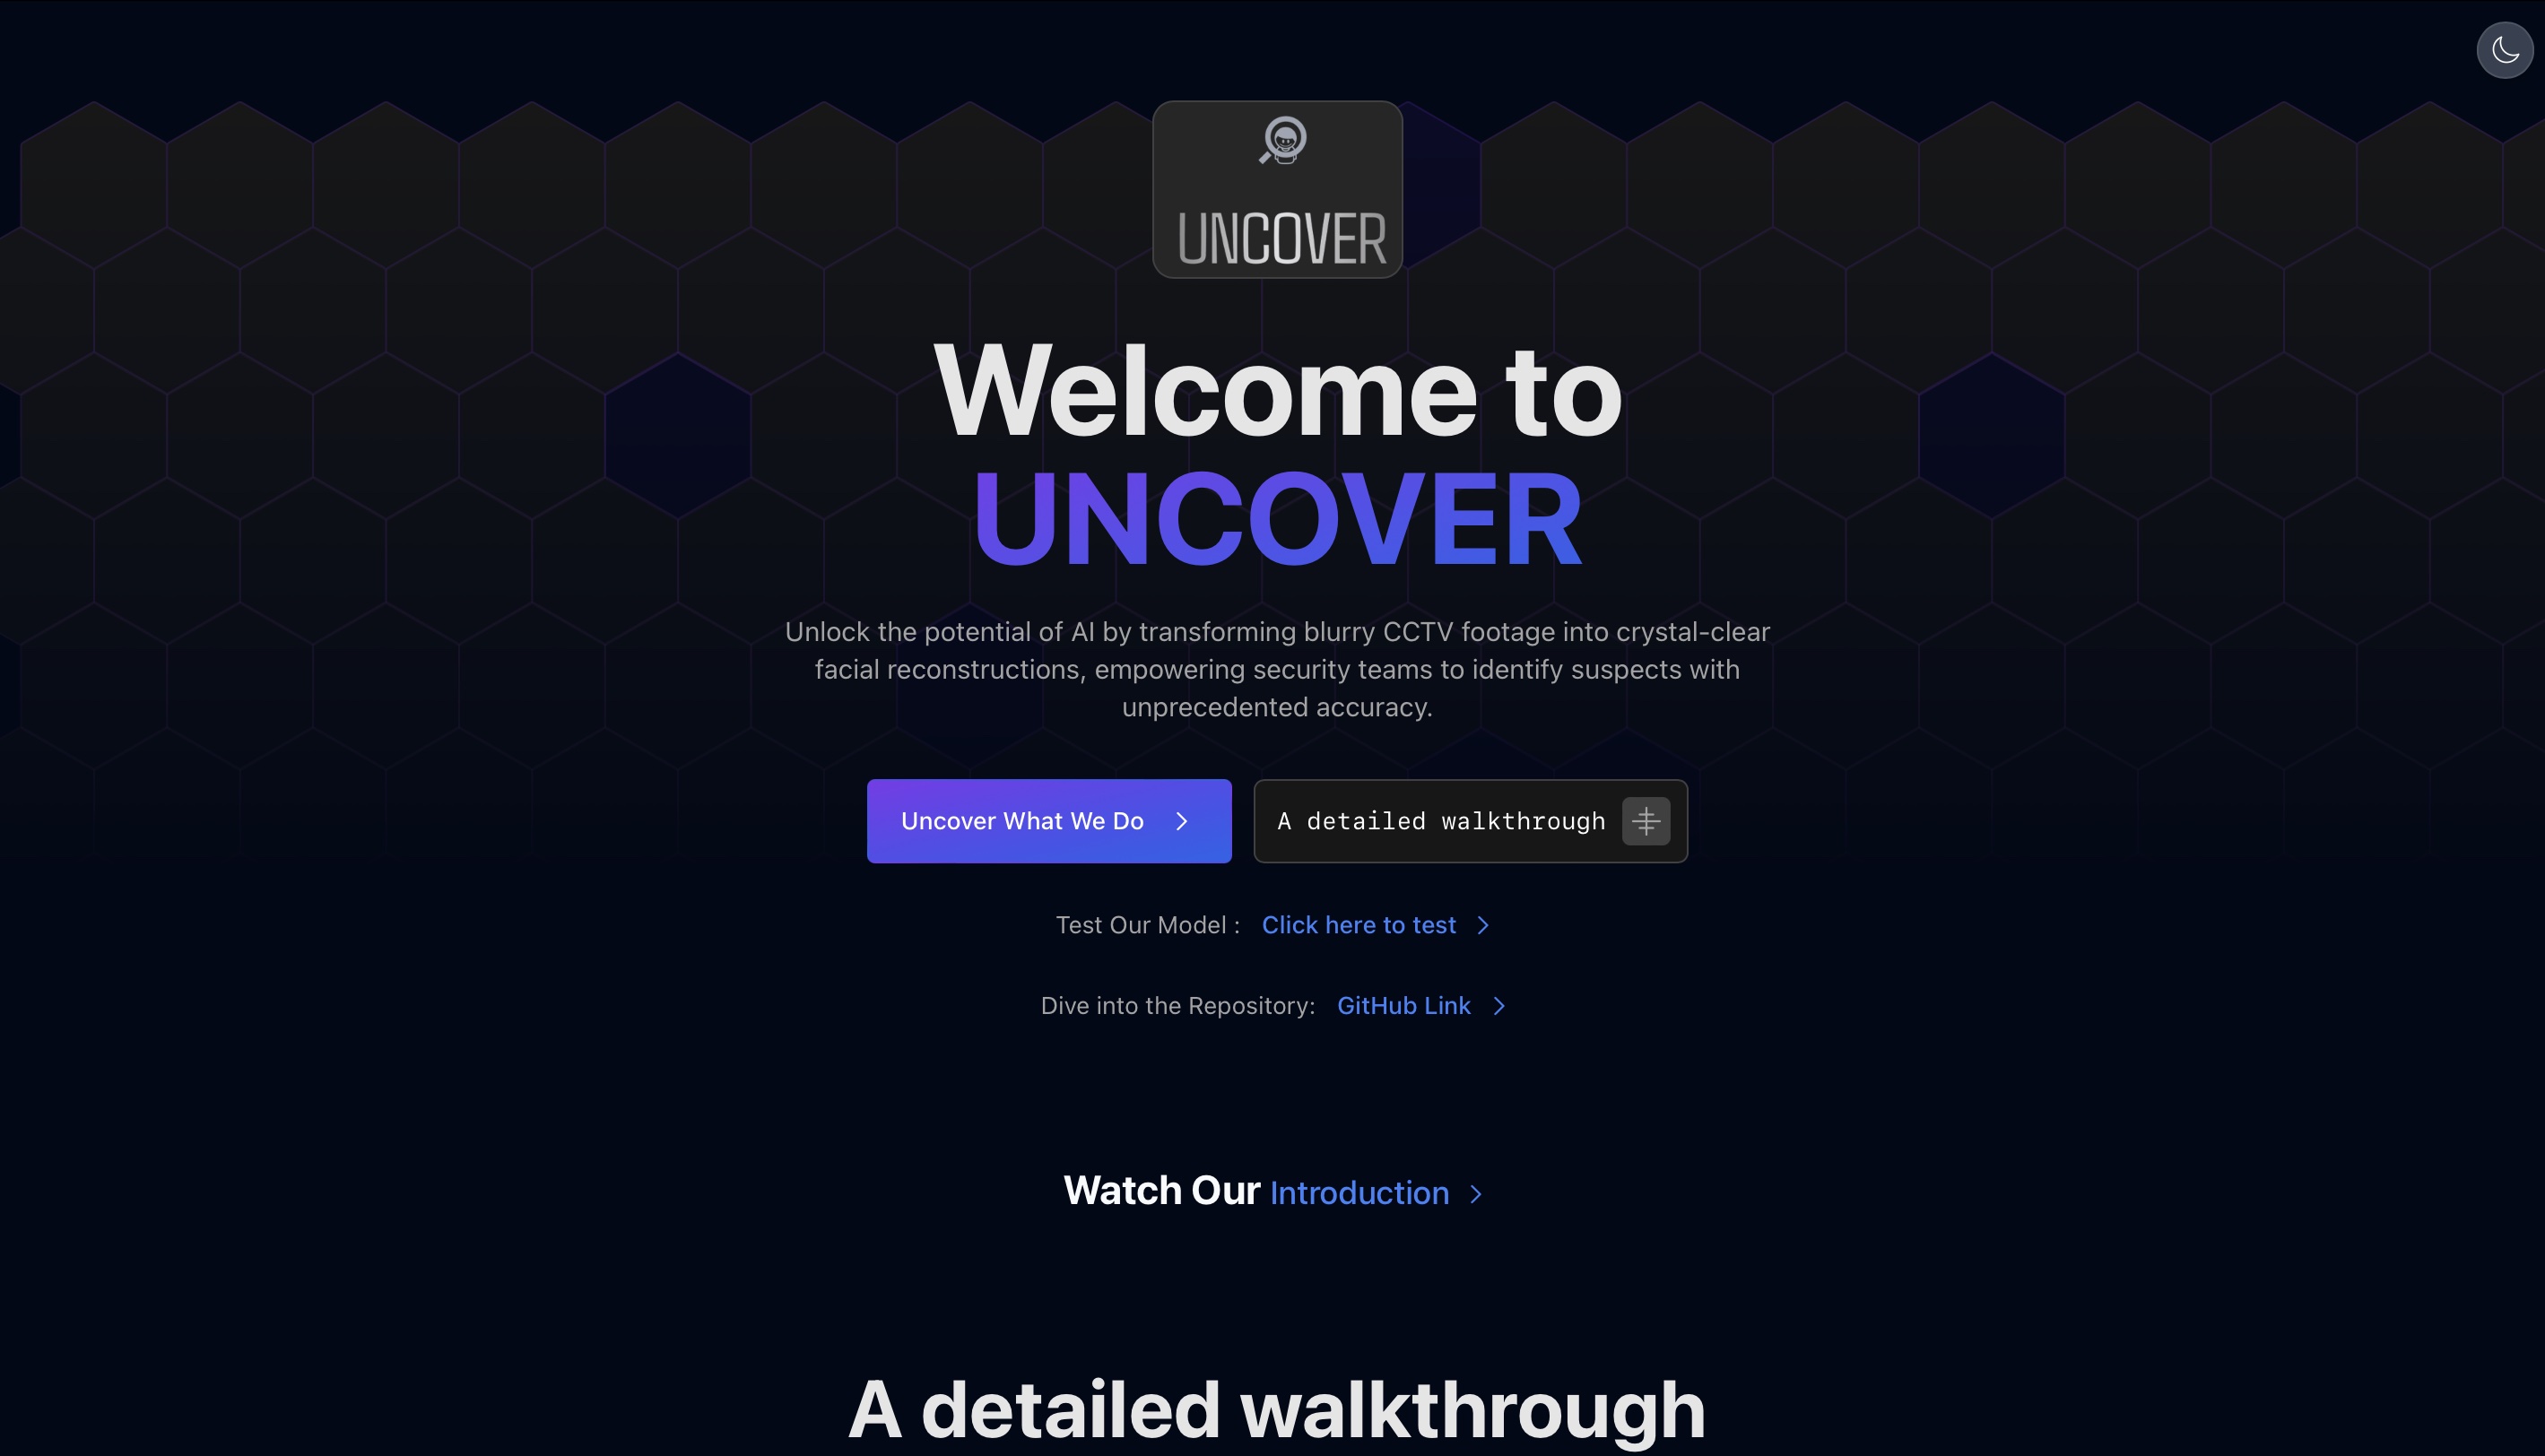 UNCOVER
Welcome to
UNCOVER
Unlock the potential of AI by transforming blurry CCTV footage into crystal-clear
facial reconstructions, empowering security teams to identify suspects with
unprecedented accuracy.
Uncover What We Do
A detailed walkthrough
Test Our Model : Click here to test
Dive into the Repository: GitHub Link
Watch Our Introduction
A detailed walkthrough